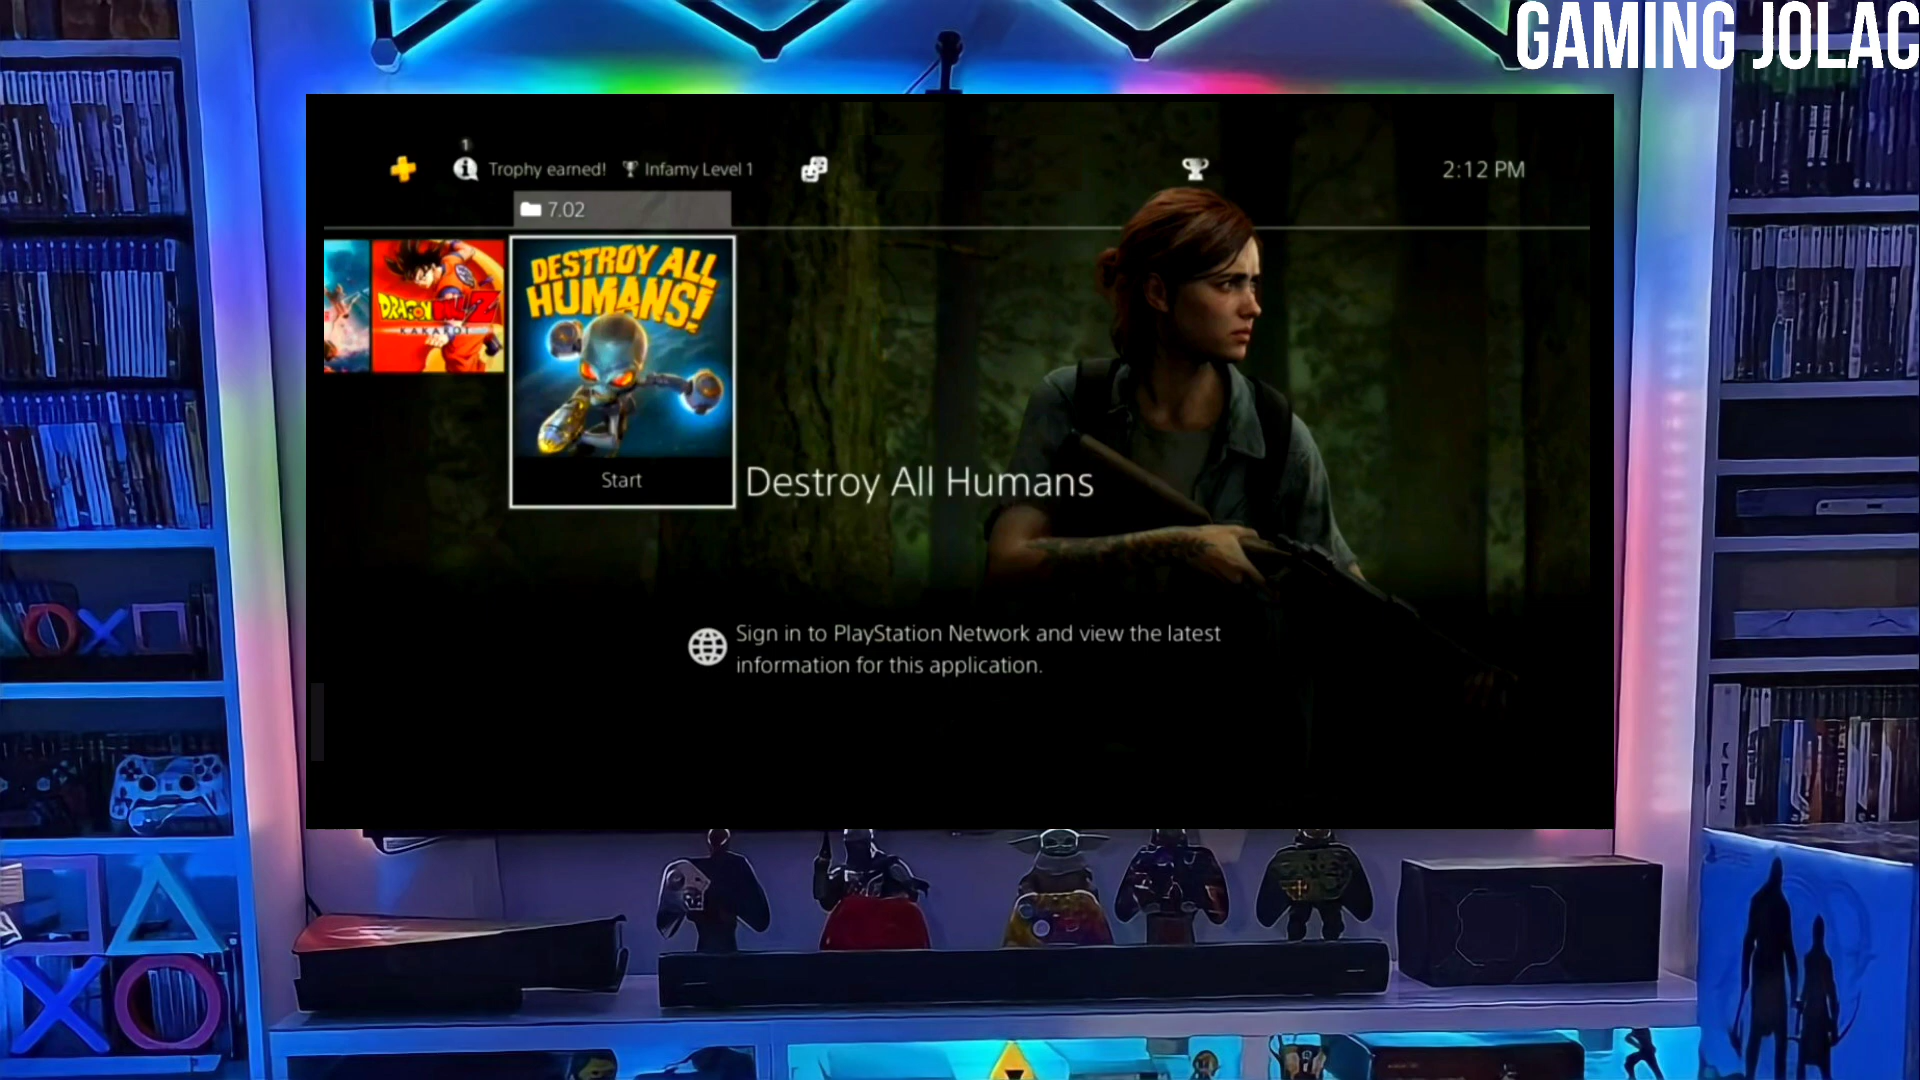 GAMING JOLAC
1
Trophy earned! Infamy Level 1
2:12 PM
7.02
DESTROY ALL
HUMANS!
DRAGON BALL Z
KAKAROT
Start
Destroy All Humans
Sign in to PlayStation Network and view the latest
information for this application.